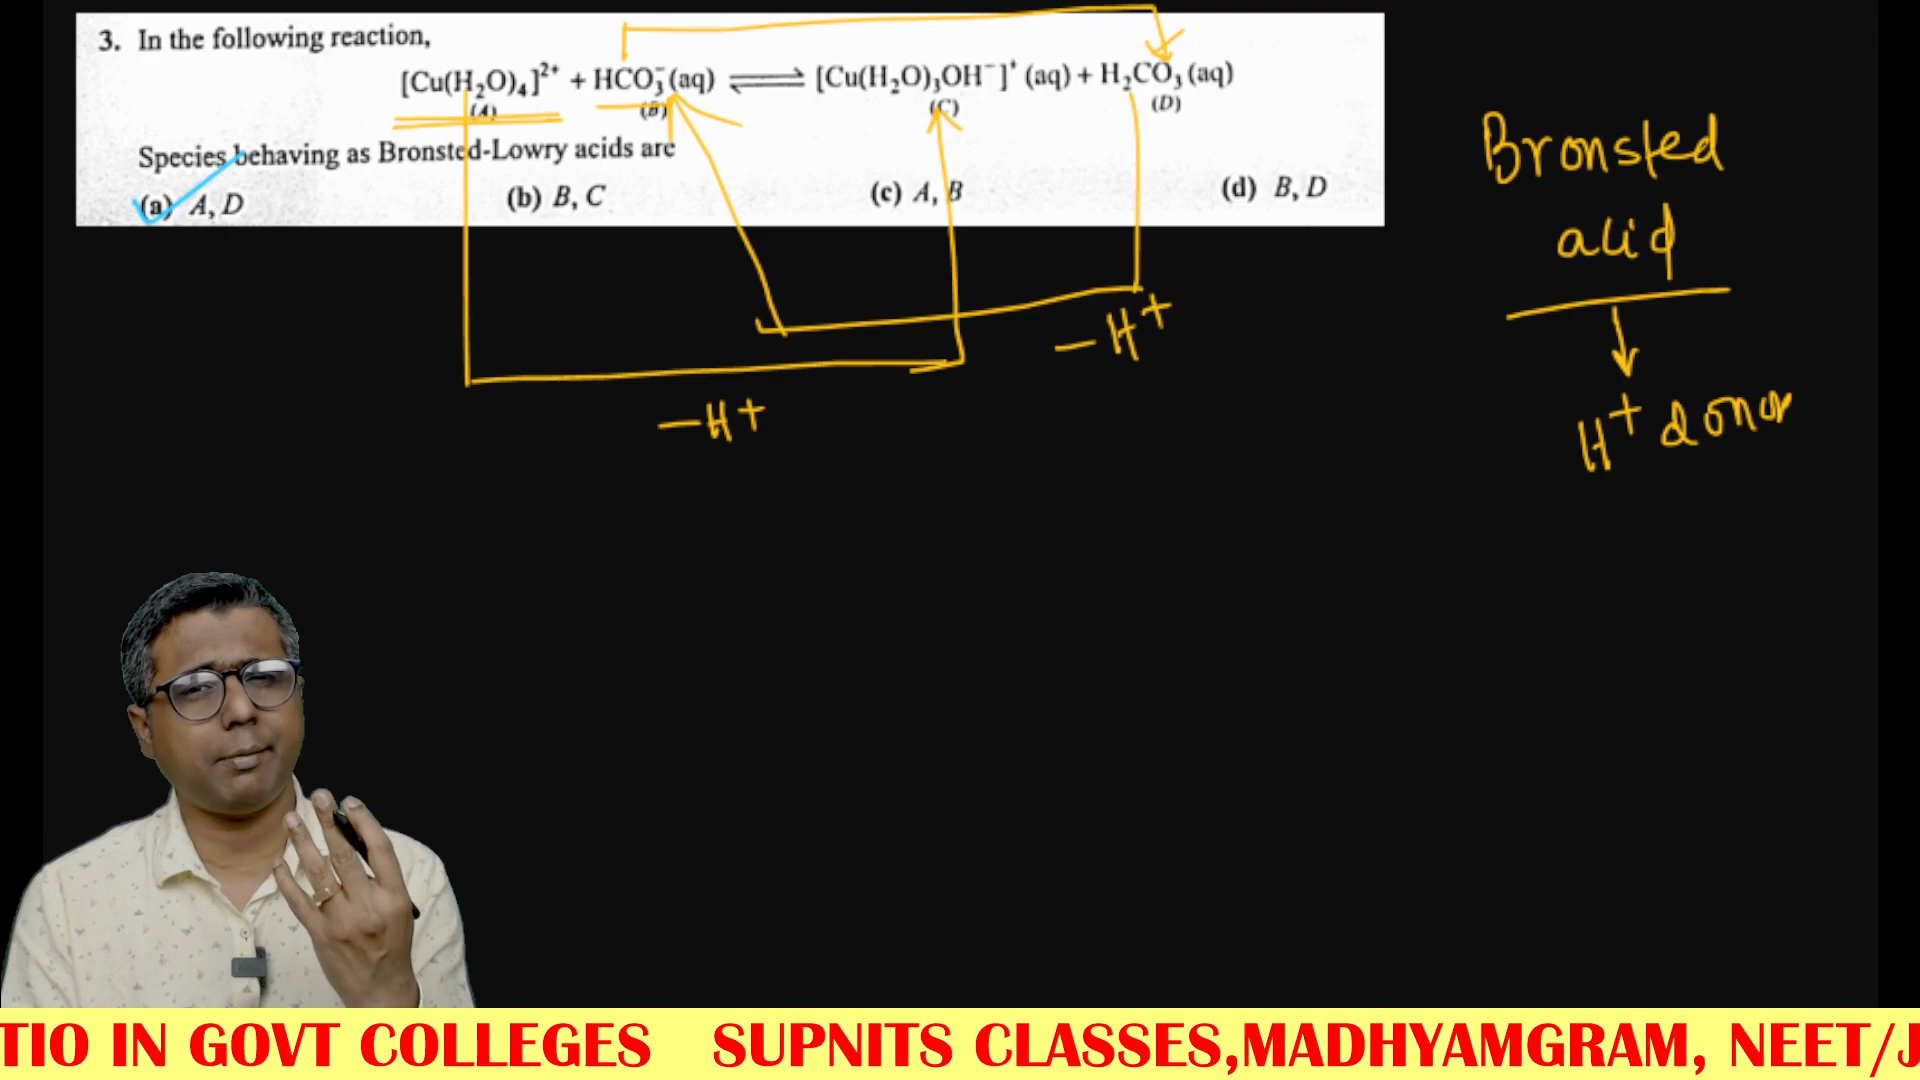 3. In the following reaction,
[Cu(H₂O)₄]²⁺ + HCO₃⁻(aq) ⇌ [Cu(H₂O)₃OH⁻]⁺ (aq) + H₂CO₃ (aq)
(A) (B) (C) (D)
Species behaving as Bronsted-Lowry acids are
(a) A, D (b) B, C (c) A, B (d) B, D
Bronsted
acid
H+ donor
-H+
-H+
TIO IN GOVT COLLEGES SUPNITS CLASSES,MADHYAMGRAM, NEET/J